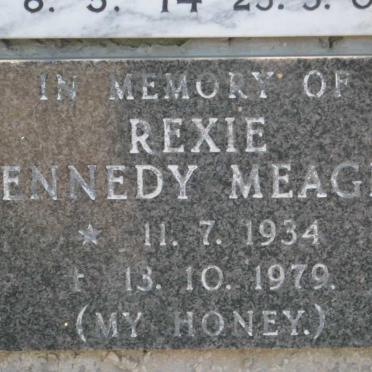 IN MEMORY OF
REXIE
ENNEDY MEAG
* 11. 7. 1934
† 13. 10. 1979.
(MY HONEY.)